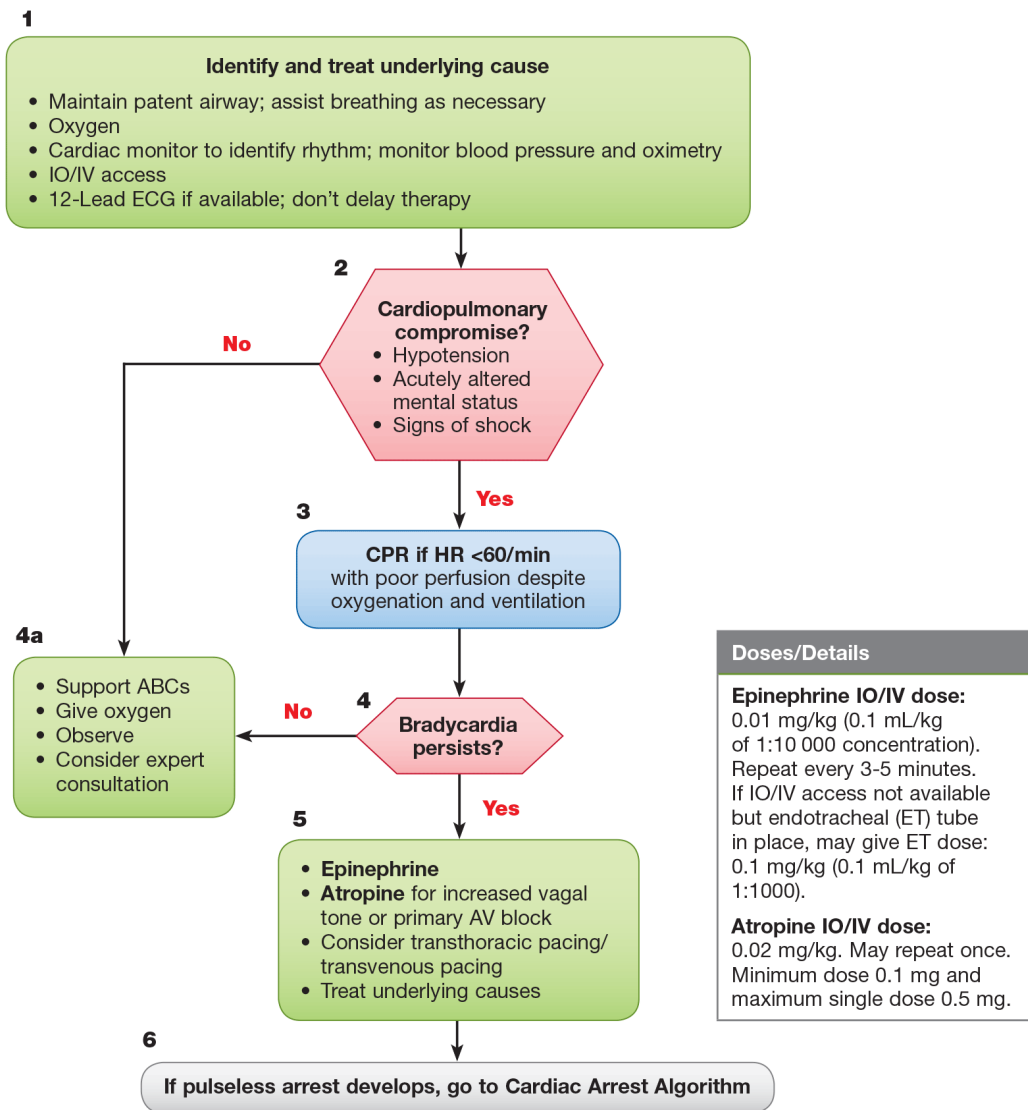 1
Identify and treat underlying cause
• Maintain patent airway; assist breathing as necessary
• Oxygen
• Cardiac monitor to identify rhythm; monitor blood pressure and oximetry
• IO/IV access
• 12-Lead ECG if available; don't delay therapy
2
Cardiopulmonary
compromise?
• Hypotension
• Acutely altered
mental status
• Signs of shock
No
Yes
3
CPR if HR <60/min
with poor perfusion despite
oxygenation and ventilation
4a
• Support ABCs
• Give oxygen
• Observe
• Consider expert
consultation
No
4
Bradycardia
persists?
Yes
5
• Epinephrine
• Atropine for increased vagal
tone or primary AV block
• Consider transthoracic pacing/
transvenous pacing
• Treat underlying causes
6
If pulseless arrest develops, go to Cardiac Arrest Algorithm
Doses/Details
Epinephrine IO/IV dose:
0.01 mg/kg (0.1 mL/kg
of 1:10 000 concentration).
Repeat every 3-5 minutes.
If IO/IV access not available
but endotracheal (ET) tube
in place, may give ET dose:
0.1 mg/kg (0.1 mL/kg of
1:1000).
Atropine IO/IV dose:
0.02 mg/kg. May repeat once.
Minimum dose 0.1 mg and
maximum single dose 0.5 mg.